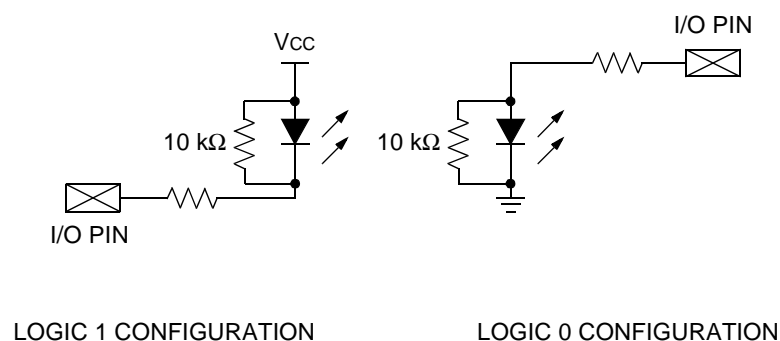 I/O PIN
VCC
10 kΩ
10 kΩ
I/O PIN
LOGIC 1 CONFIGURATION
LOGIC 0 CONFIGURATION